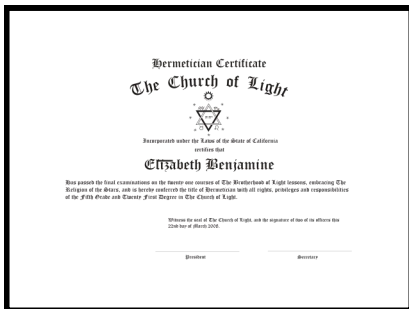 Hermetician Certificate
The Church of Light
Incorporated under the Laws of the State of California
certifies that
Elizabeth Benjamine
Has passed the final examinations on the twenty one courses of The Brotherhood of Light lessons, embracing The
Religion of the Stars, and is hereby conferred the title of Hermetician with all rights, privileges and responsibilities
of the Fifth Grade and Twenty First Degree in The Church of Light.
Witness the seal of The Church of Light, and the signature of two of its officers this
22nd day of March 2008.
President Secretary